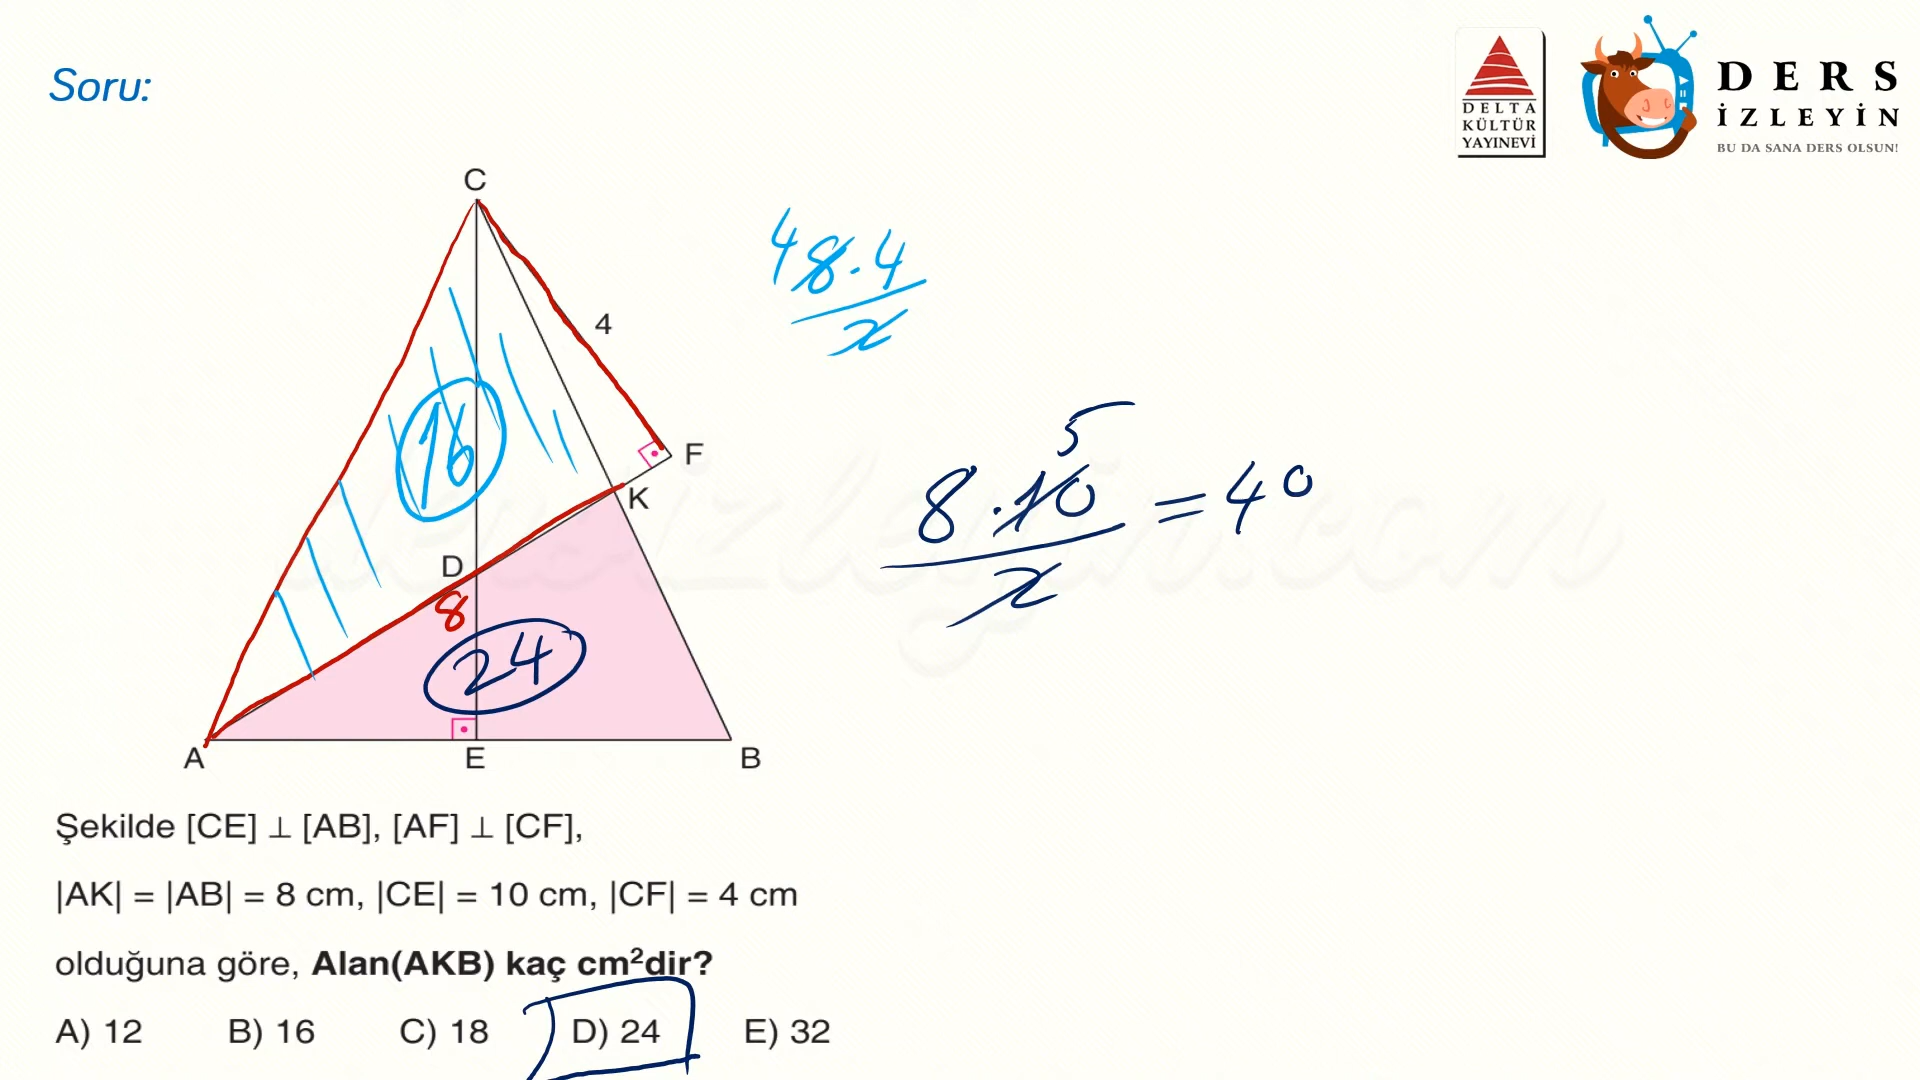 Soru:
DELTA
KÜLTÜR
YAYINEVİ
DERS
İZLEYİN
BU DA SANA DERS OLSUN!
C
4
F
K
D
8
16
24
A
E
B
4 8.4
2
5
8.10 = 40
2
Şekilde [CE] ⊥ [AB], [AF] ⊥ [CF],
|AK| = |AB| = 8 cm, |CE| = 10 cm, |CF| = 4 cm
olduğuna göre, Alan(AKB) kaç cm²dir?
A) 12 B) 16 C) 18 D) 24 E) 32